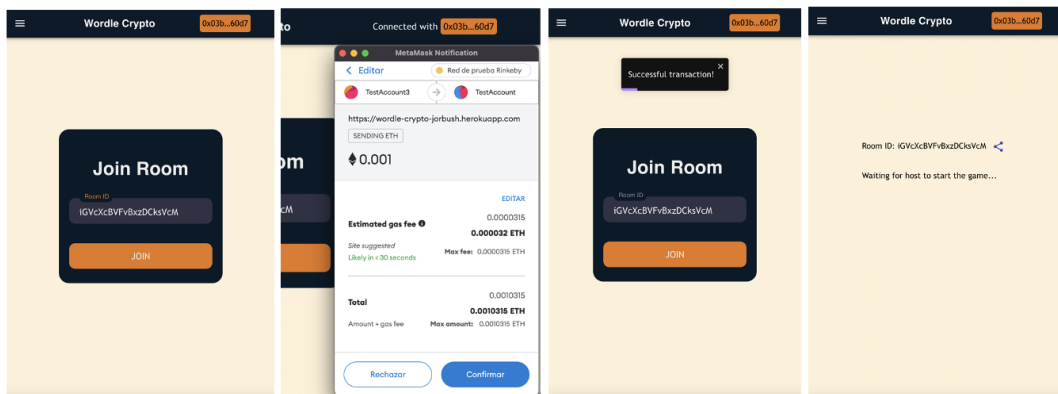 Wordle Crypto
0x03b...60d7
Join Room
Room ID
iGVcXcBVFvBxzDCksVcM
JOIN
to
Connected with 0x03b...60d7
om
cM
MetaMask Notification
Editar
Red de prueba Rinkeby
TestAccount3
TestAccount
https://wordle-crypto-jorbush.herokuapp.com
SENDING ETH
0.001
EDITAR
Estimated gas fee
0.0000315
0.000032 ETH
Site suggested
Likely in < 30 seconds
Max fee: 0.0000315 ETH
Total
0.0010315
0.0010315 ETH
Amount + gas fee
Max amount: 0.0010315 ETH
Rechazar
Confirmar
Wordle Crypto
0x03b...60d7
Successful transaction!
Join Room
Room ID
iGVcXcBVFvBxzDCksVcM
JOIN
Wordle Crypto
0x03b...60d7
Room ID: iGVcXcBVFvBxzDCksVcM
Waiting for host to start the game...